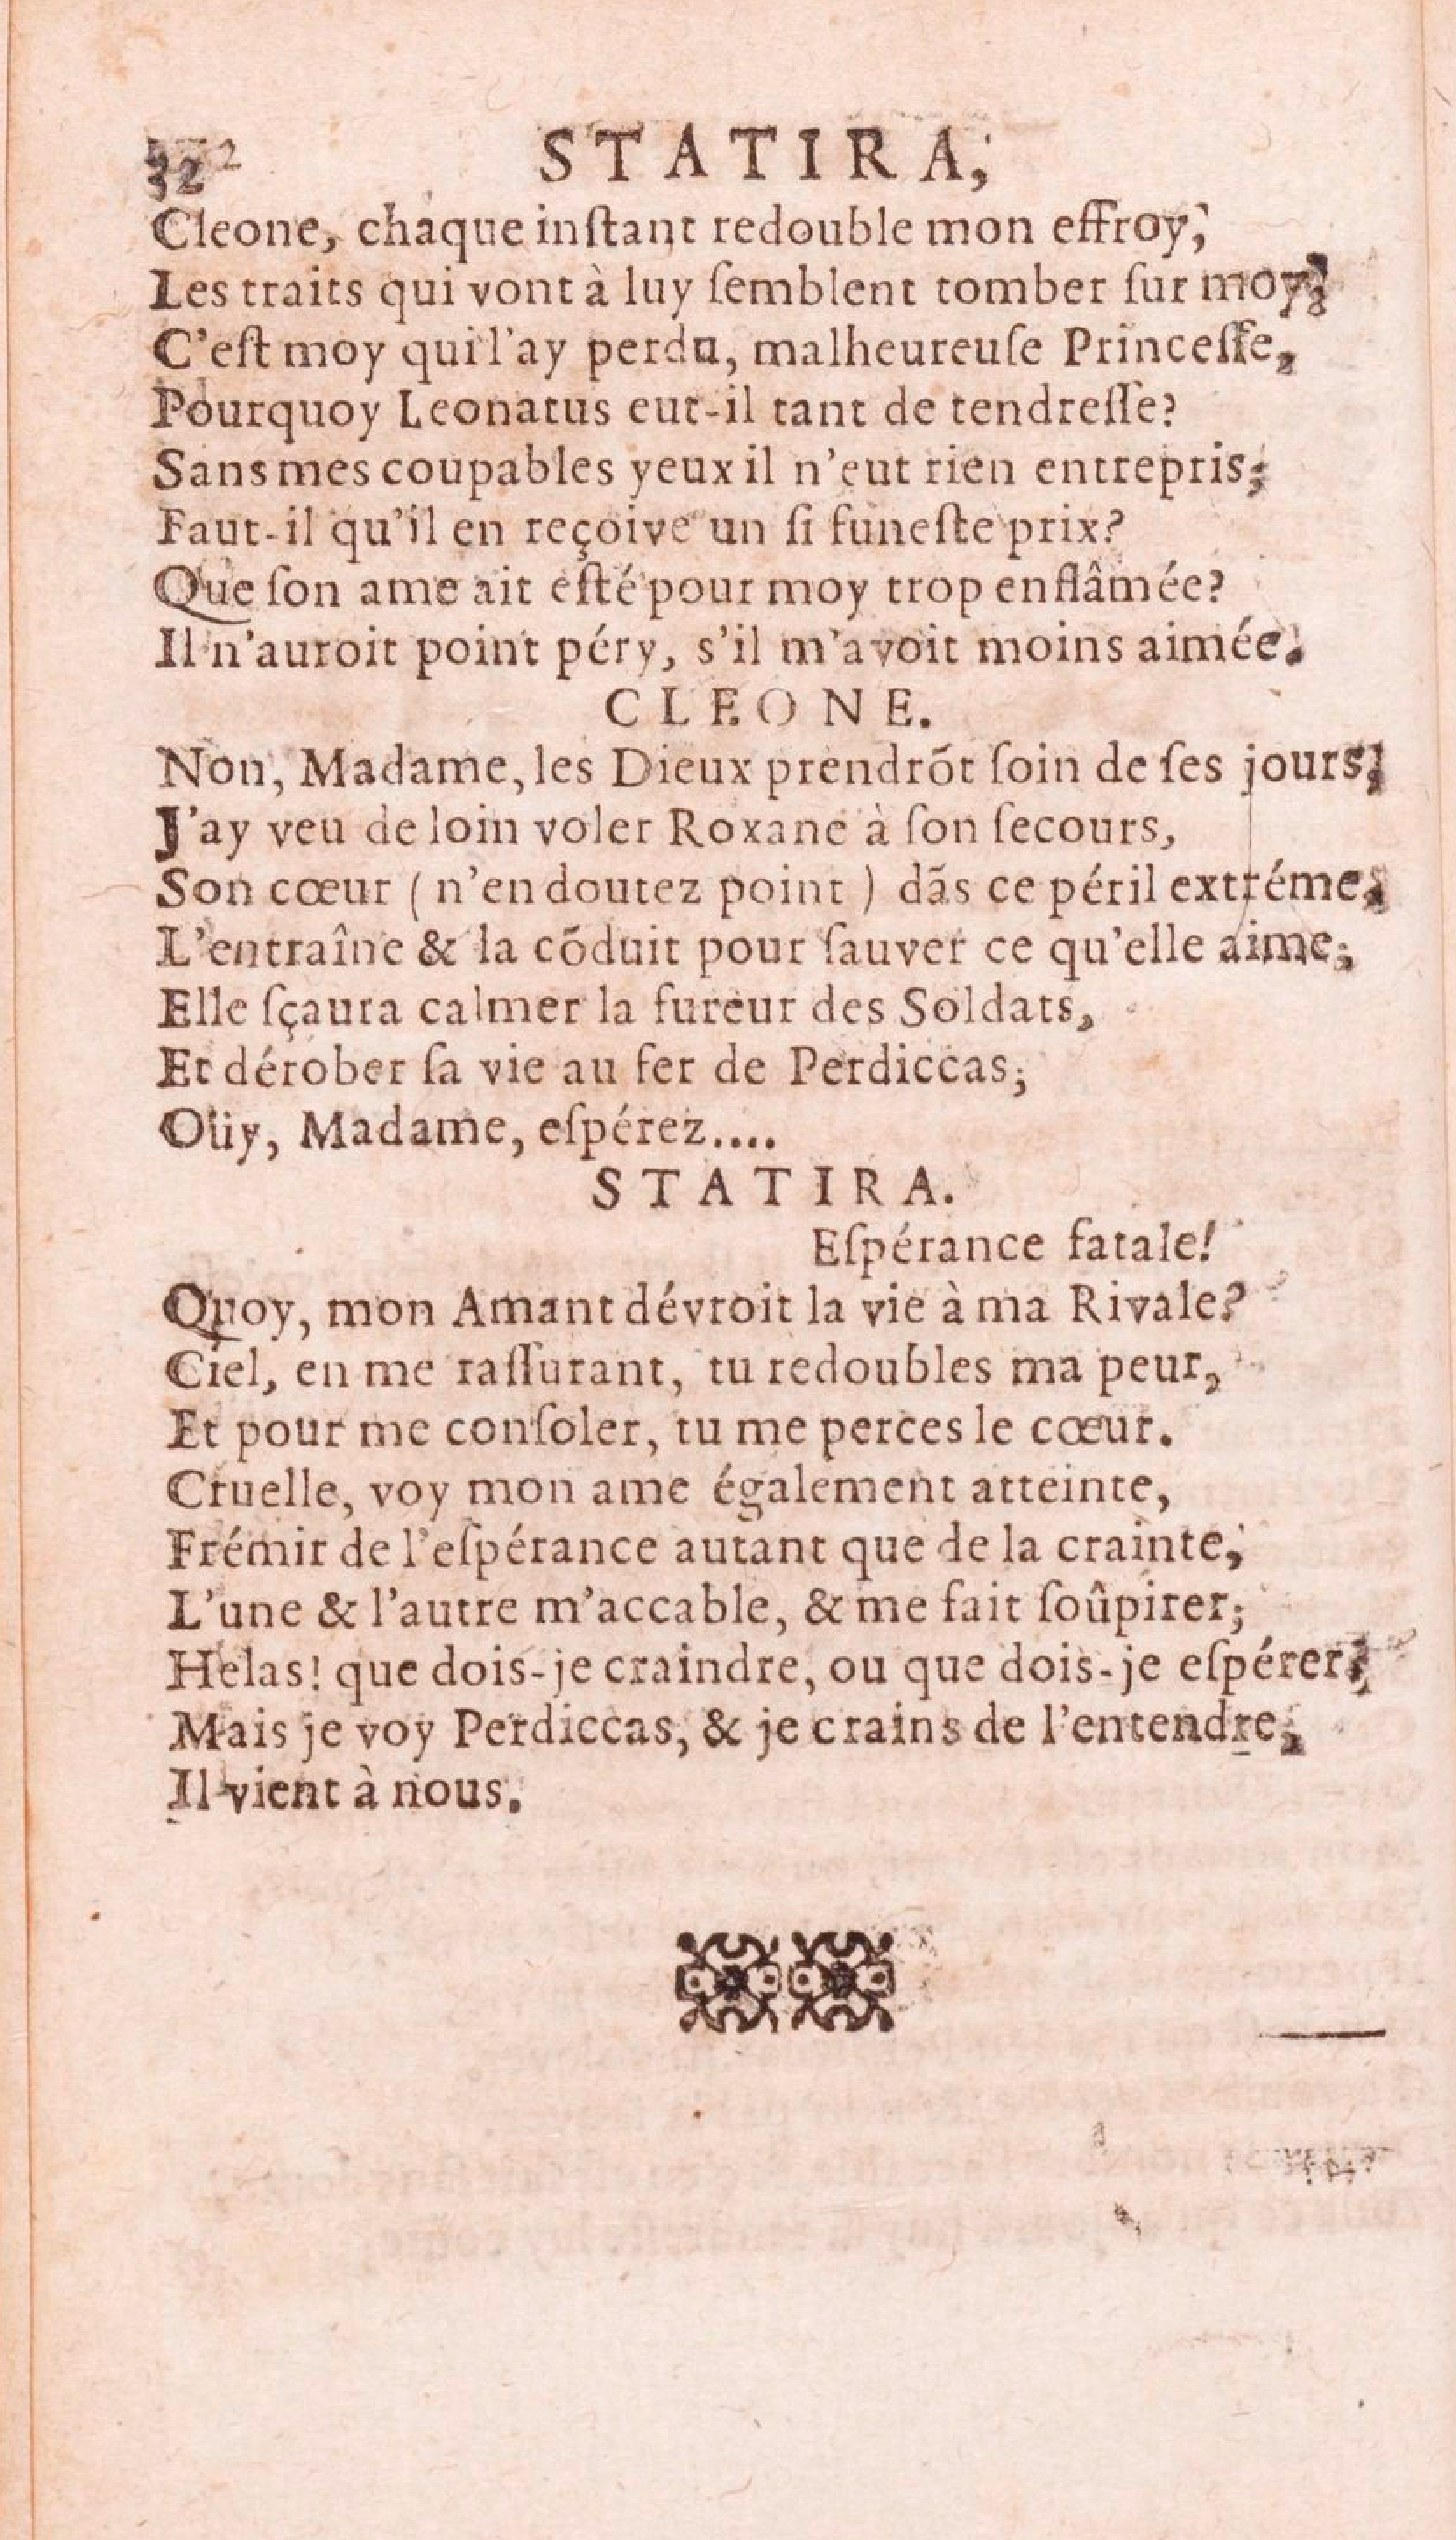 32 STATIRA,
Cleone, chaque inſtant redouble mon effroy,
Les traits qui vont à luy ſemblent tomber ſur moy;
C'eſt moy qui l'ay perdu, malheureuſe Princeſſe,
Pourquoy Leonatus eut-il tant de tendreſſe?
Sans mes coupables yeux il n'eut rien entrepris;
Faut-il qu'il en reçoive un ſi funeſte prix?
Que ſon ame ait eſté pour moy trop enflâmée?
Il n'auroit point péry, s'il m'avoit moins aimée.
CLEONE.
Non, Madame, les Dieux prendrõt ſoin de ſes jours;
J'ay veu de loin voler Roxane à ſon ſecours,
Son cœur (n'en doutez point) dãs ce péril extréme,
L'entraîne & la cõduit pour ſauver ce qu'elle aime;
Elle ſçaura calmer la fureur des Soldats,
Et dérober ſa vie au fer de Perdiccas;
Oüy, Madame, eſpérez....
STATIRA.
Eſpérance fatale!
Quoy, mon Amant dévroit la vie à ma Rivale?
Ciel, en me raſſurant, tu redoubles ma peur,
Et pour me conſoler, tu me perces le cœur.
Cruelle, voy mon ame également atteinte,
Frémir de l'eſpérance autant que de la crainte,
L'une & l'autre m'accable, & me fait ſoûpirer;
Helas! que dois-je craindre, ou que dois-je eſpérer;
Mais je voy Perdiccas, & je crains de l'entendre,
Il vient à nous.